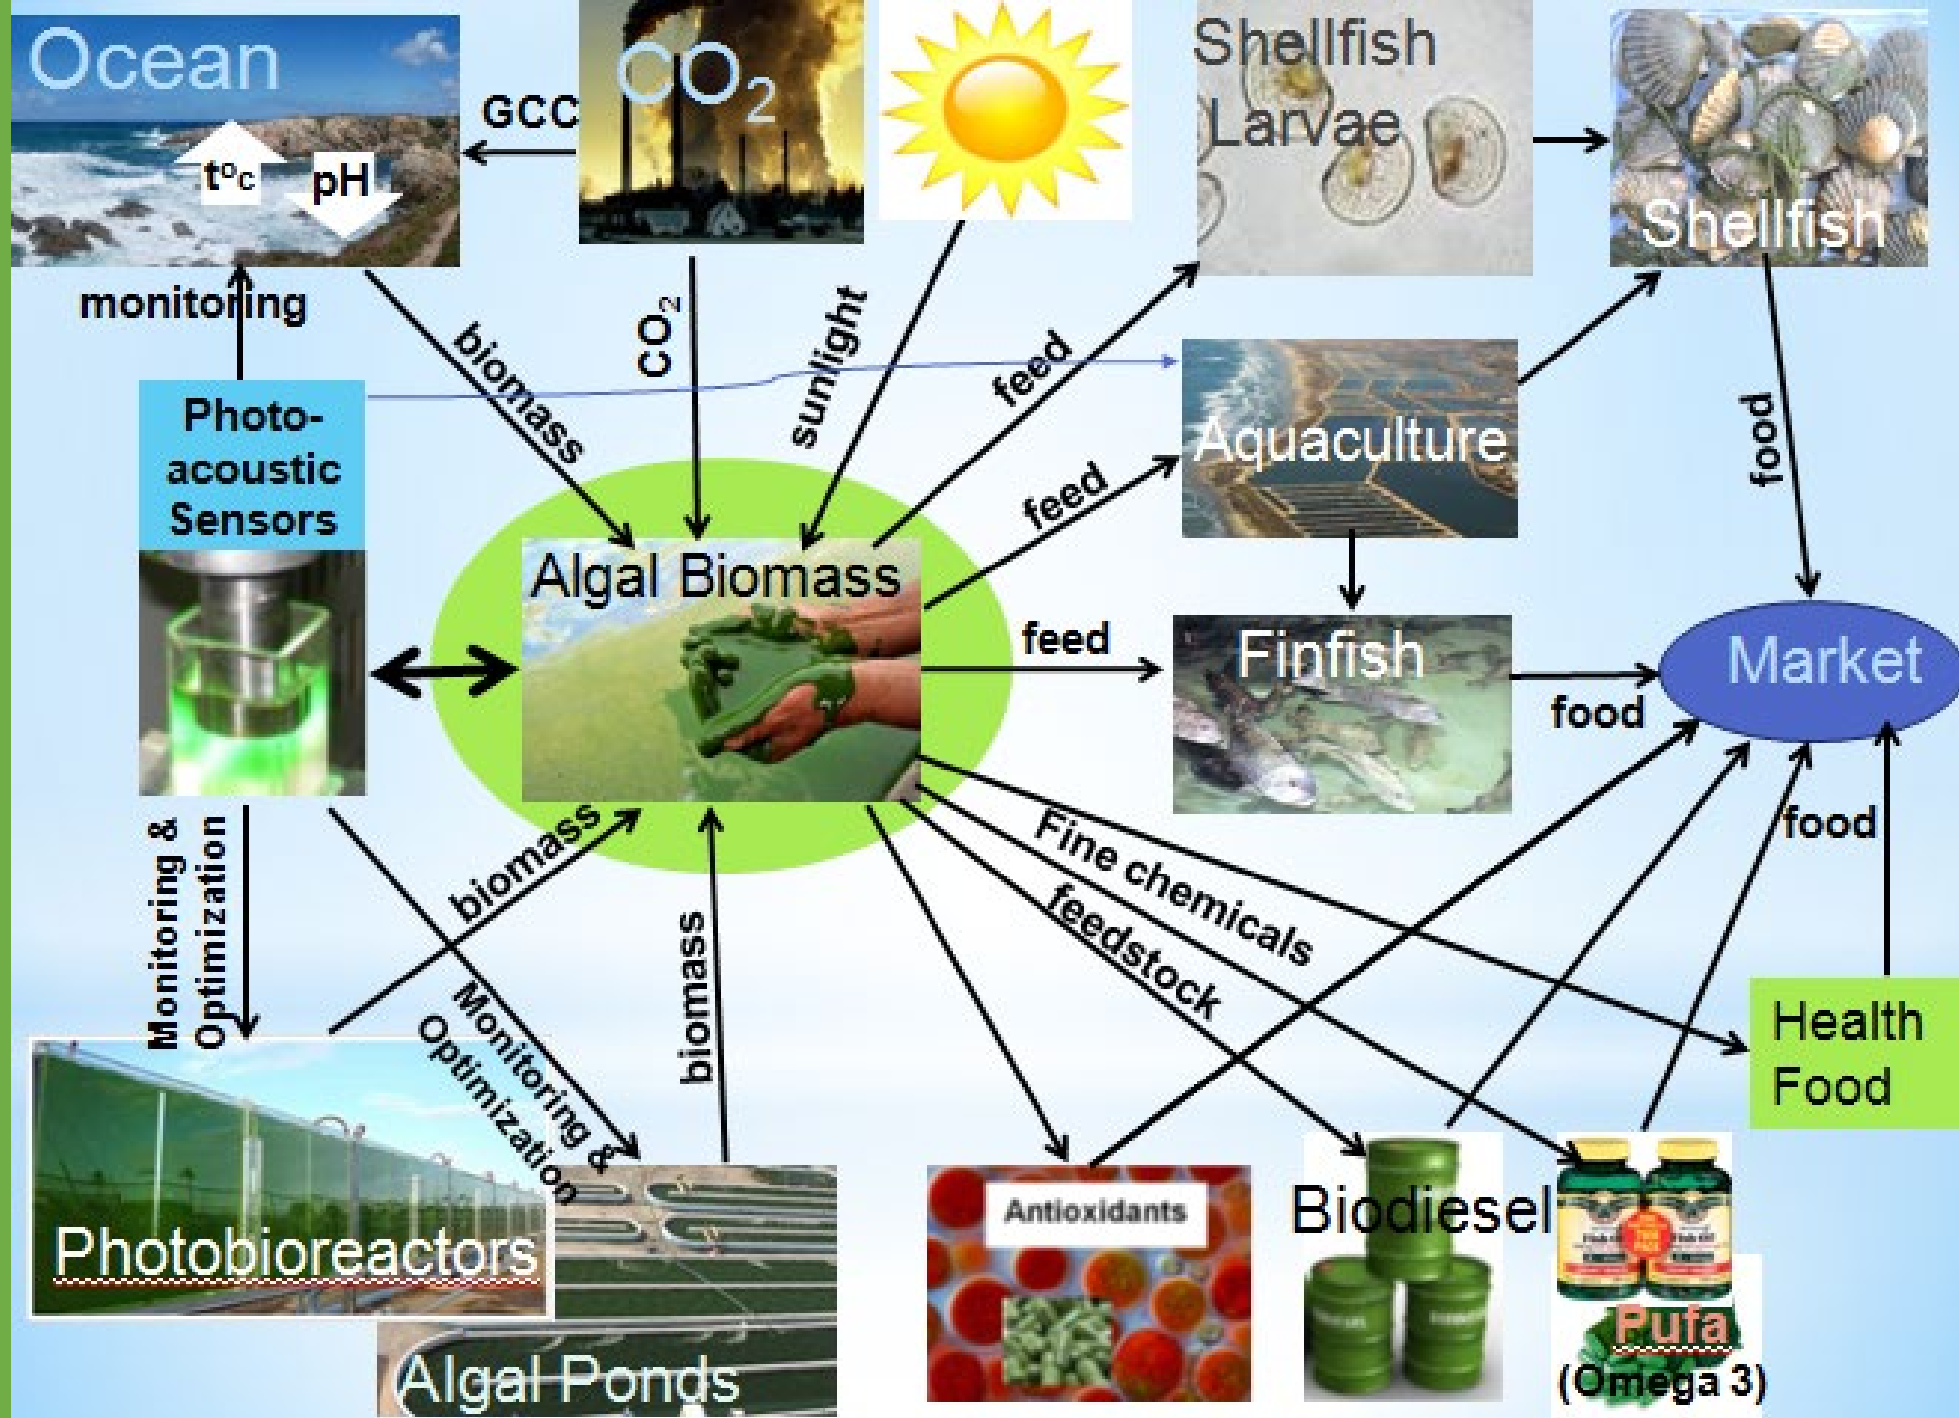 Ocean
t°c
pH
GCC
CO₂
Shellfish
Larvae
Shellfish
monitoring
biomass
CO₂
sunlight
feed
Photo-
acoustic
Sensors
Aquaculture
food
feed
Algal Biomass
feed
Finfish
food
Market
Monitoring &
Optimization
biomass
biomass
Monitoring &
Optimization
Fine chemicals
feedstock
food
Health
Food
Photobioreactors
Algal Ponds
Antioxidants
Biodiesel
Pufa
(Omega 3)